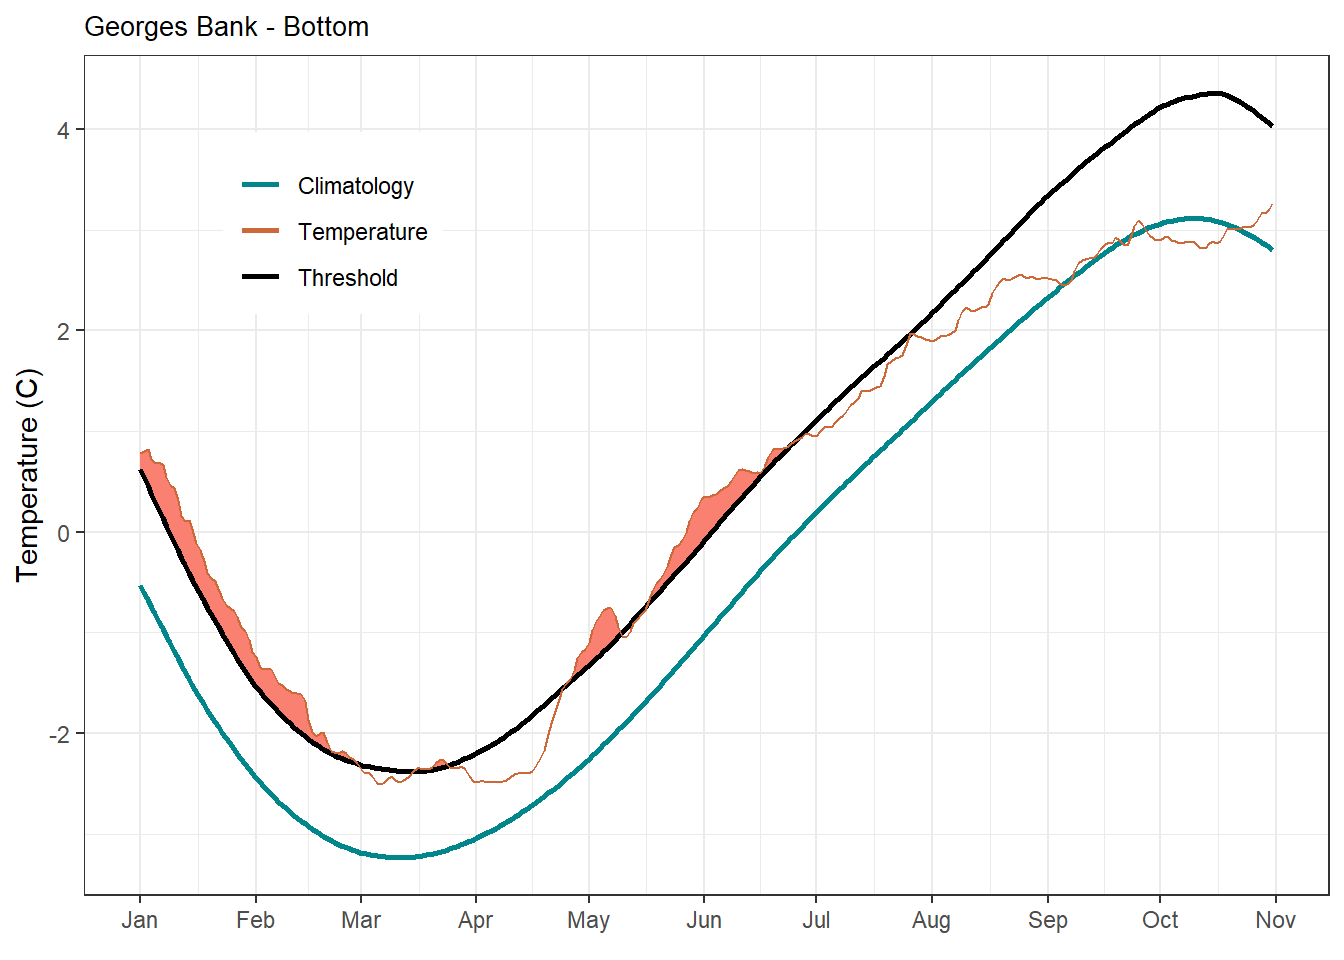 Georges Bank - Bottom
Climatology
Temperature
Threshold
Temperature (C)
4
2
0
-2
Jan Feb Mar Apr May Jun Jul Aug Sep Oct Nov